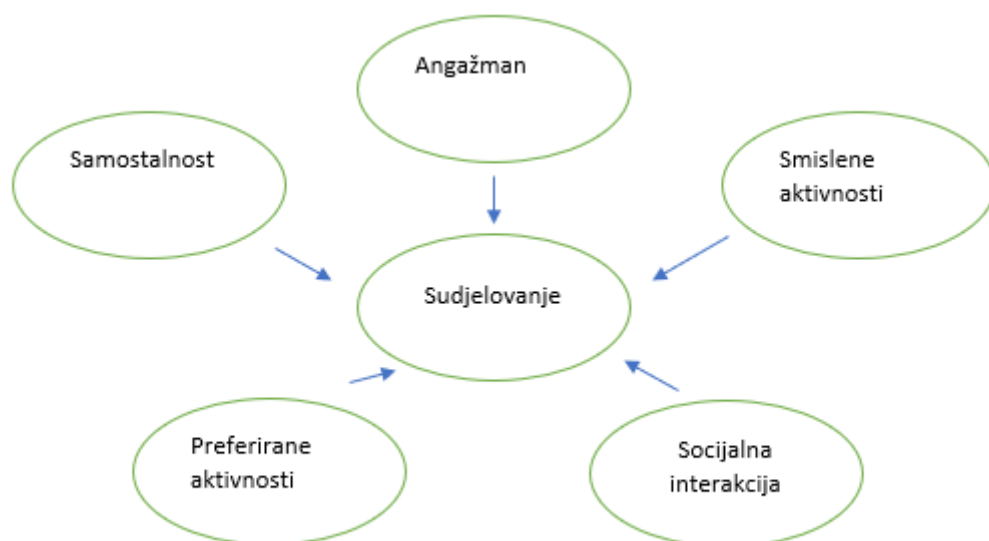 Angažman
Samostalnost
Smislene
aktivnosti
Sudjelovanje
Preferirane
aktivnosti
Socijalna
interakcija